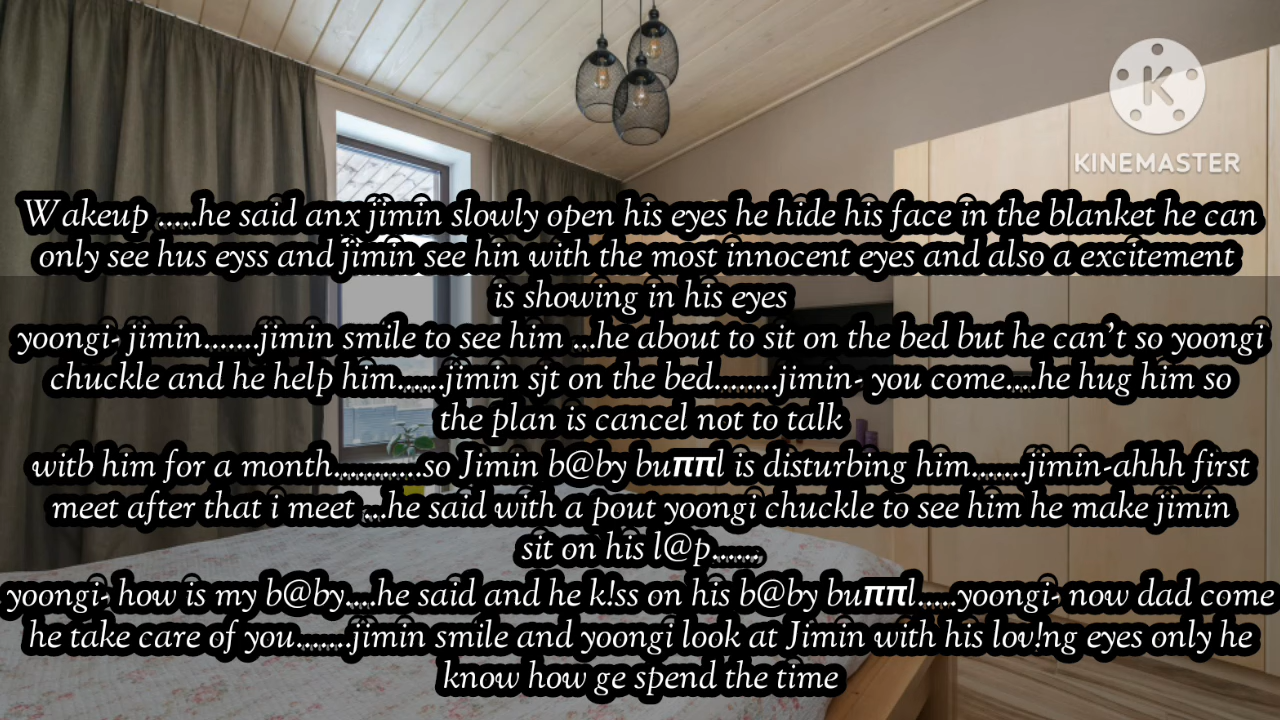 KINEMASTER
Wakeup .....he said anx jimin slowly open his eyes he hide his face in the blanket he can
only see hus eyss and jimin see hin with the most innocent eyes and also a excitement
is showing in his eyes
yoongi- jimin.......jimin smile to see him ...he about to sit on the bed but he can't so yoongi
chuckle and he help him......jimin sjt on the bed........jimin- you come....he hug him so
the plan is cancel not to talk
witb him for a month.............so Jimin b@by buππl is disturbing him.......jimin-ahhh first
meet after that i meet ...he said with a pout yoongi chuckle to see him he make jimin
sit on his l@p......
yoongi- how is my b@by....he said and he k!ss on his b@by buππl.....yoongi- now dad come
he take care of you.......jimin smile and yoongi look at Jimin with his lov!ng eyes only he
know how ge spend the time